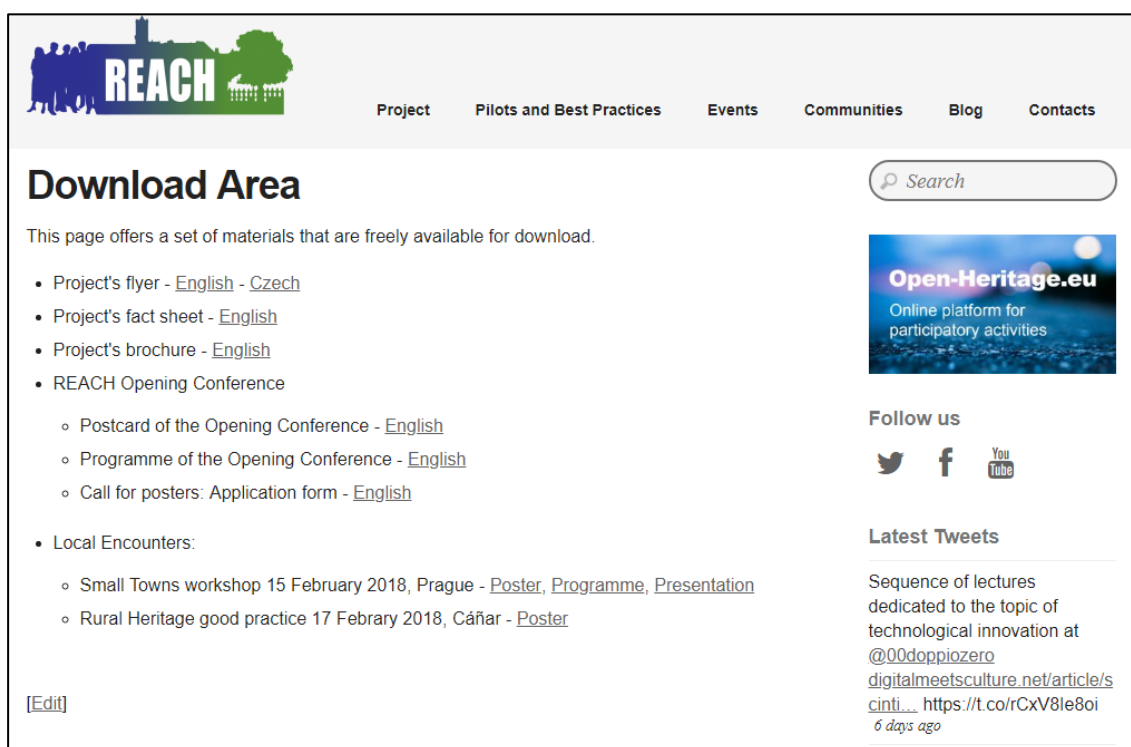 REACH
Project Pilots and Best Practices Events Communities Blog Contacts
Download Area
This page offers a set of materials that are freely available for download.
• Project's flyer - English - Czech
• Project's fact sheet - English
• Project's brochure - English
• REACH Opening Conference
◦ Postcard of the Opening Conference - English
◦ Programme of the Opening Conference - English
◦ Call for posters: Application form - English
• Local Encounters:
◦ Small Towns workshop 15 February 2018, Prague - Poster, Programme, Presentation
◦ Rural Heritage good practice 17 Febrary 2018, Cáñar - Poster
[Edit]
Search
Open-Heritage.eu
Online platform for
participatory activities
Follow us
You
Tube
Latest Tweets
Sequence of lectures
dedicated to the topic of
technological innovation at
@00doppiozero
digitalmeetsculture.net/article/s
cinti… https://t.co/rCxV8Ie8oi
6 days ago